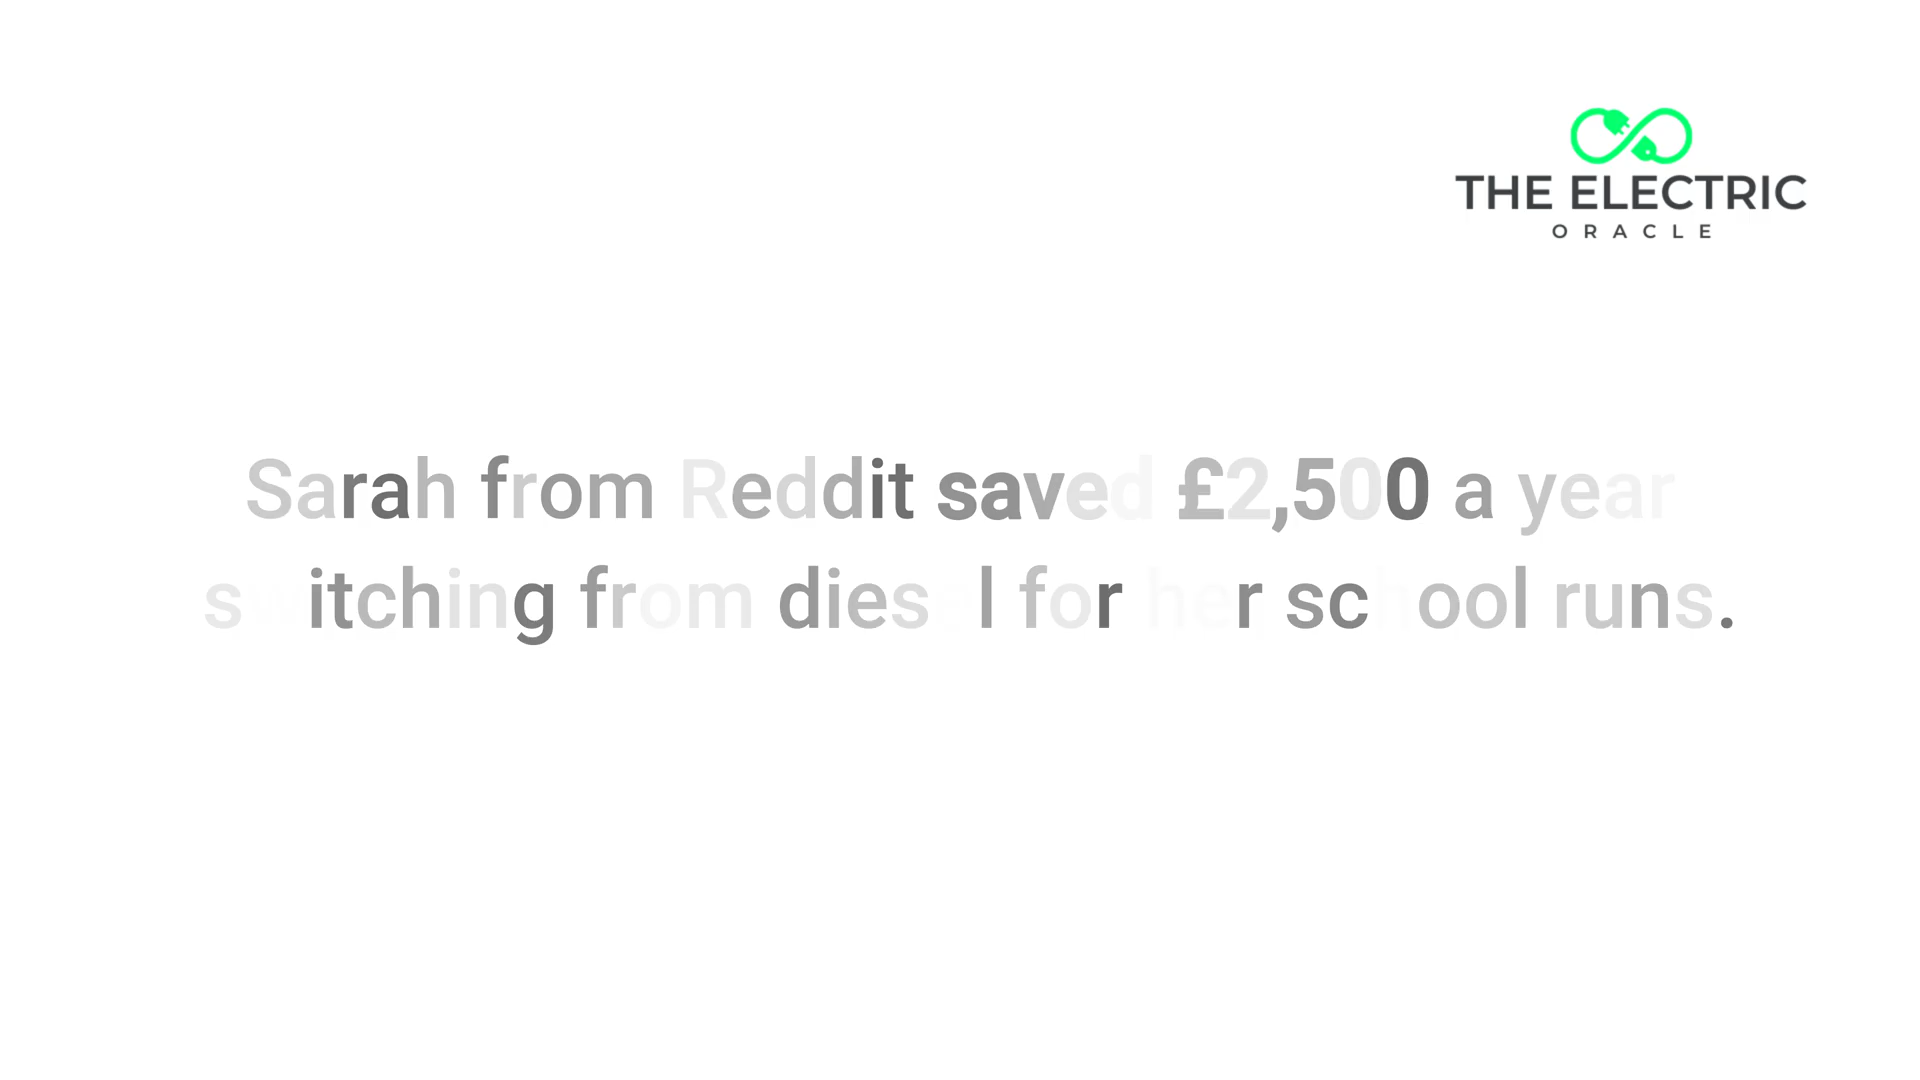 THE ELECTRIC
ORACLE
Sarah from Reddit saved £2,500 a year
switching from diesel for her school runs.